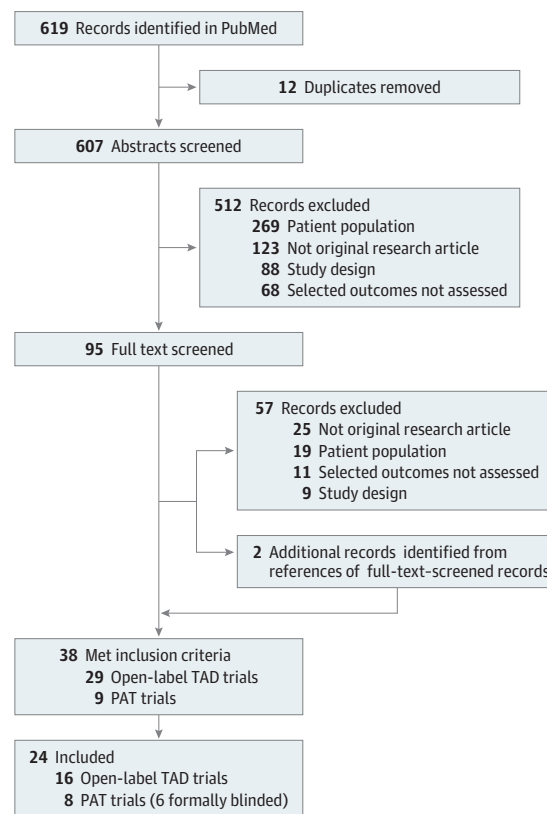 619 Records identified in PubMed
12 Duplicates removed
607 Abstracts screened
512 Records excluded
269 Patient population
123 Not original research article
88 Study design
68 Selected outcomes not assessed
95 Full text screened
57 Records excluded
25 Not original research article
19 Patient population
11 Selected outcomes not assessed
9 Study design
2 Additional records identified from
references of full-text-screened records
38 Met inclusion criteria
29 Open-label TAD trials
9 PAT trials
24 Included
16 Open-label TAD trials
8 PAT trials (6 formally blinded)